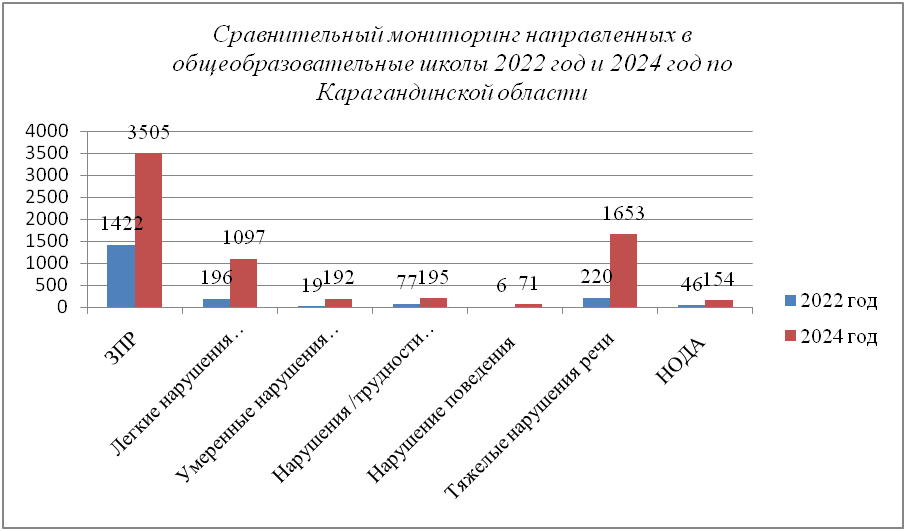 Сравнительный мониторинг направленных в
общеобразовательные школы 2022 год и 2024 год по
Карагандинской области
4000
3500
3000
2500
2000
1500
1000
500
0
1422
3505
196
1097
19
192
77
195
6
71
220
1653
46
154
ЗПР
Легкие нарушения...
Умеренные нарушения...
Нарушения /трудности...
Нарушение поведения
Тяжелые нарушения речи
НОДА
2022 год
2024 год